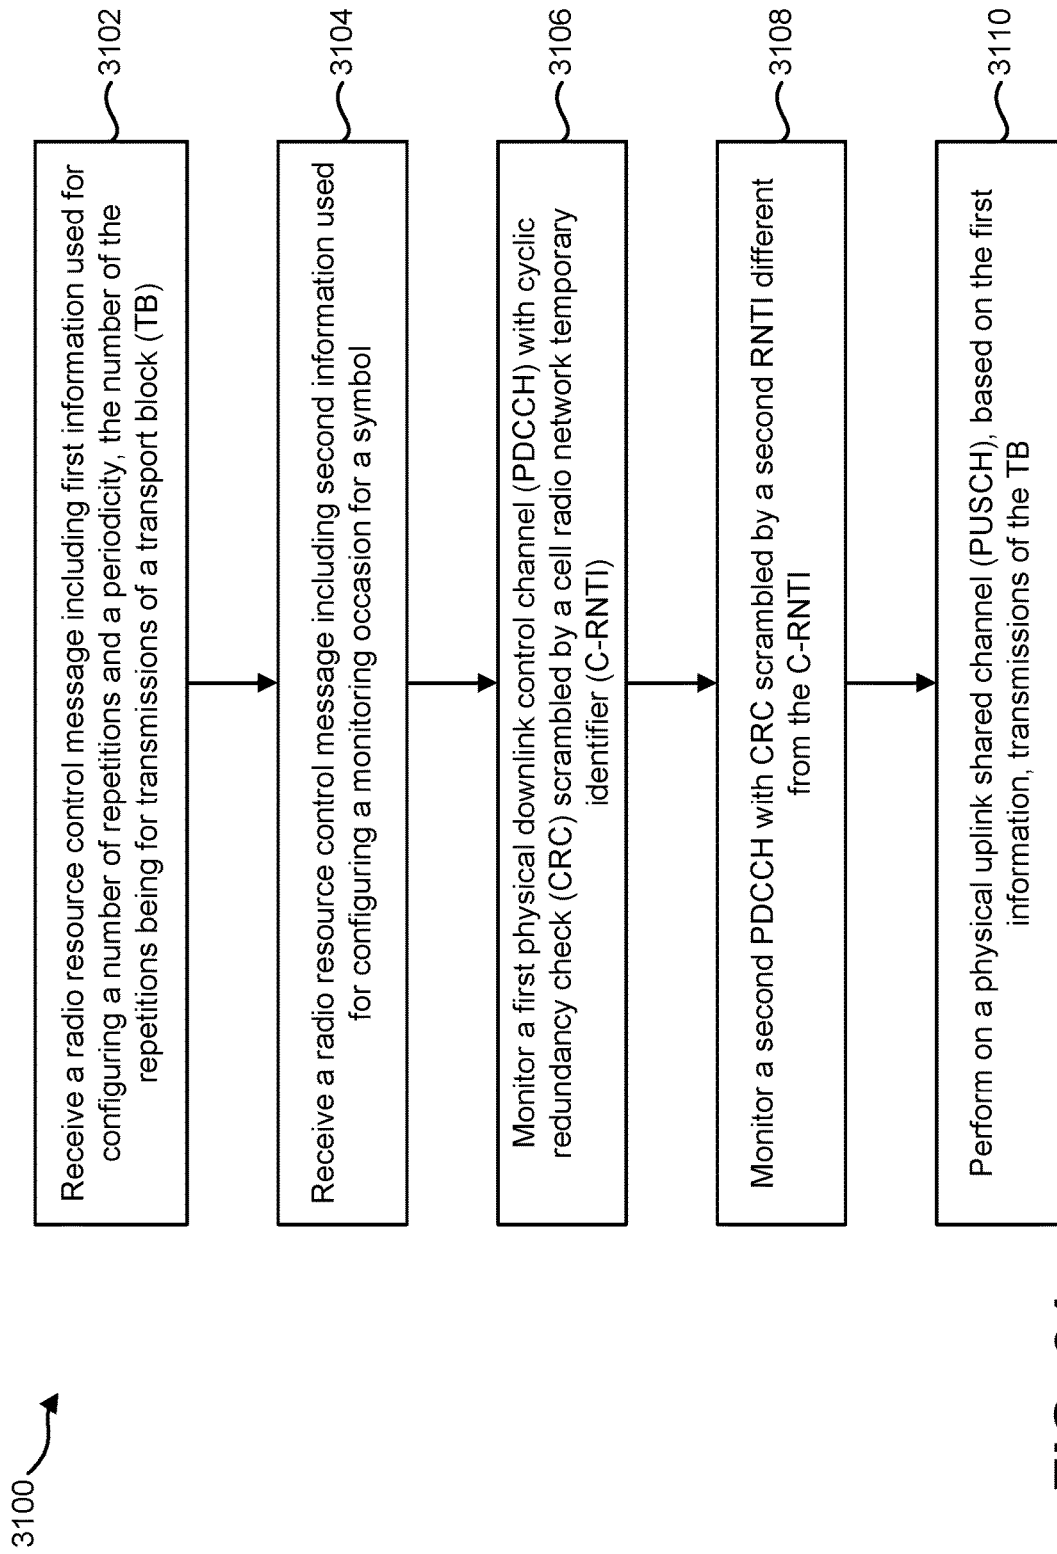 3100
Receive a radio resource control message including first information used for
configuring a number of repetitions and a periodicity, the number of the
repetitions being for transmissions of a transport block (TB)
3102
Receive a radio resource control message including second information used
for configuring a monitoring occasion for a symbol
3104
Monitor a first physical downlink control channel (PDCCH) with cyclic
redundancy check (CRC) scrambled by a cell radio network temporary
identifier (C-RNTI)
3106
Monitor a second PDCCH with CRC scrambled by a second RNTI different
from the C-RNTI
3108
Perform on a physical uplink shared channel (PUSCH), based on the first
information, transmissions of the TB
3110